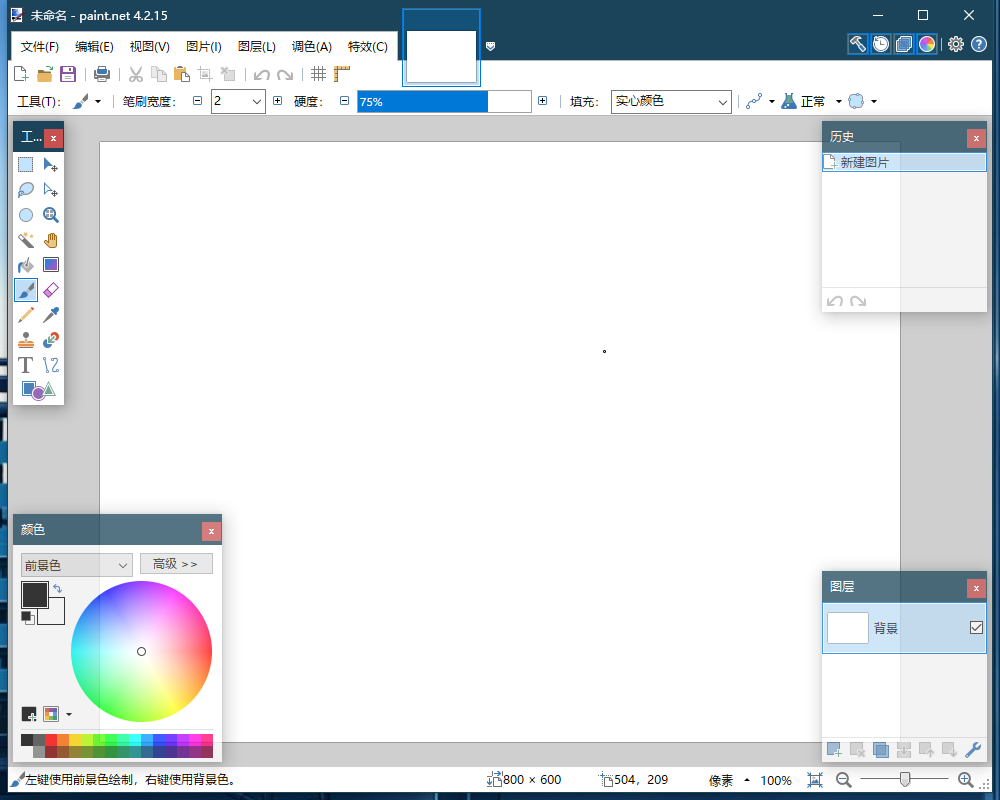 未命名 - paint.net 4.2.15
文件(F) 编辑(E) 视图(V) 图片(I) 图层(L) 调色(A) 特效(C)
工具(T): 笔刷宽度: 2 硬度: 75% 填充: 实心颜色 正常
工... 
历史
新建图片
颜色
前景色 高级 >>
图层
背景
左键使用前景色绘制，右键使用背景色。 800 × 600 504, 209 像素 100%